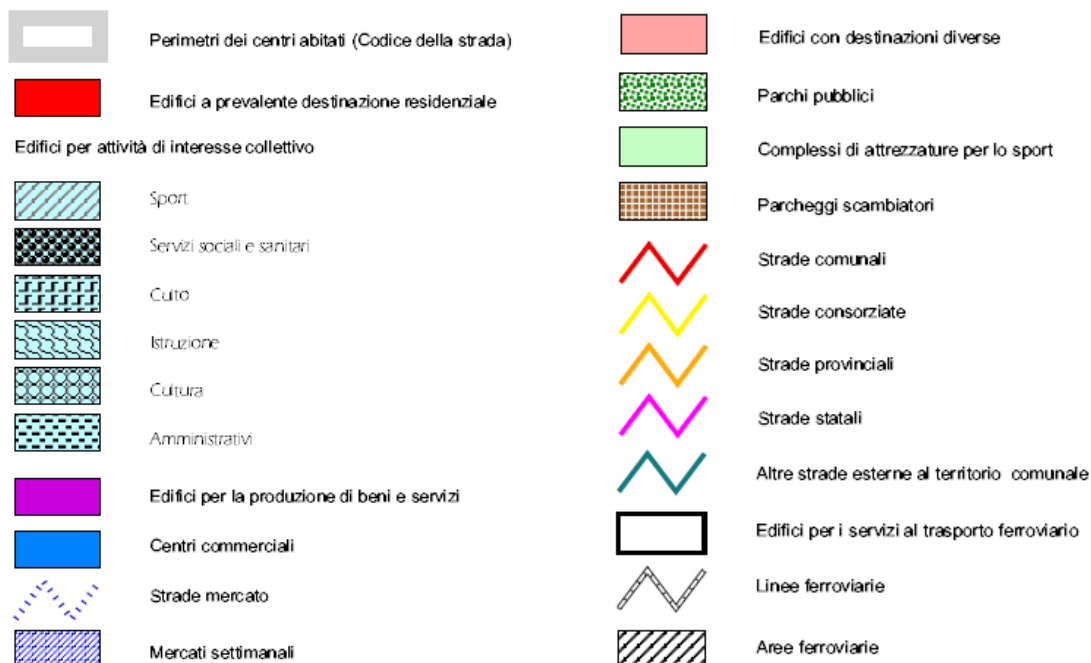 Perimetri dei centri abitati (Codice della strada)
Edifici a prevalente destinazione residenziale
Edifici per attività di interesse collettivo
Sport
Servizi sociali e sanitari
Culto
Istruzione
Cultura
Amministrativi
Edifici per la produzione di beni e servizi
Centri commerciali
Strade mercato
Mercati settimanali
Edifici con destinazioni diverse
Parchi pubblici
Complessi di attrezzature per lo sport
Parcheggi scambiatori
Strade comunali
Strade consorziate
Strade provinciali
Strade statali
Altre strade esterne al territorio comunale
Edifici per i servizi al trasporto ferroviario
Linee ferroviarie
Aree ferroviarie